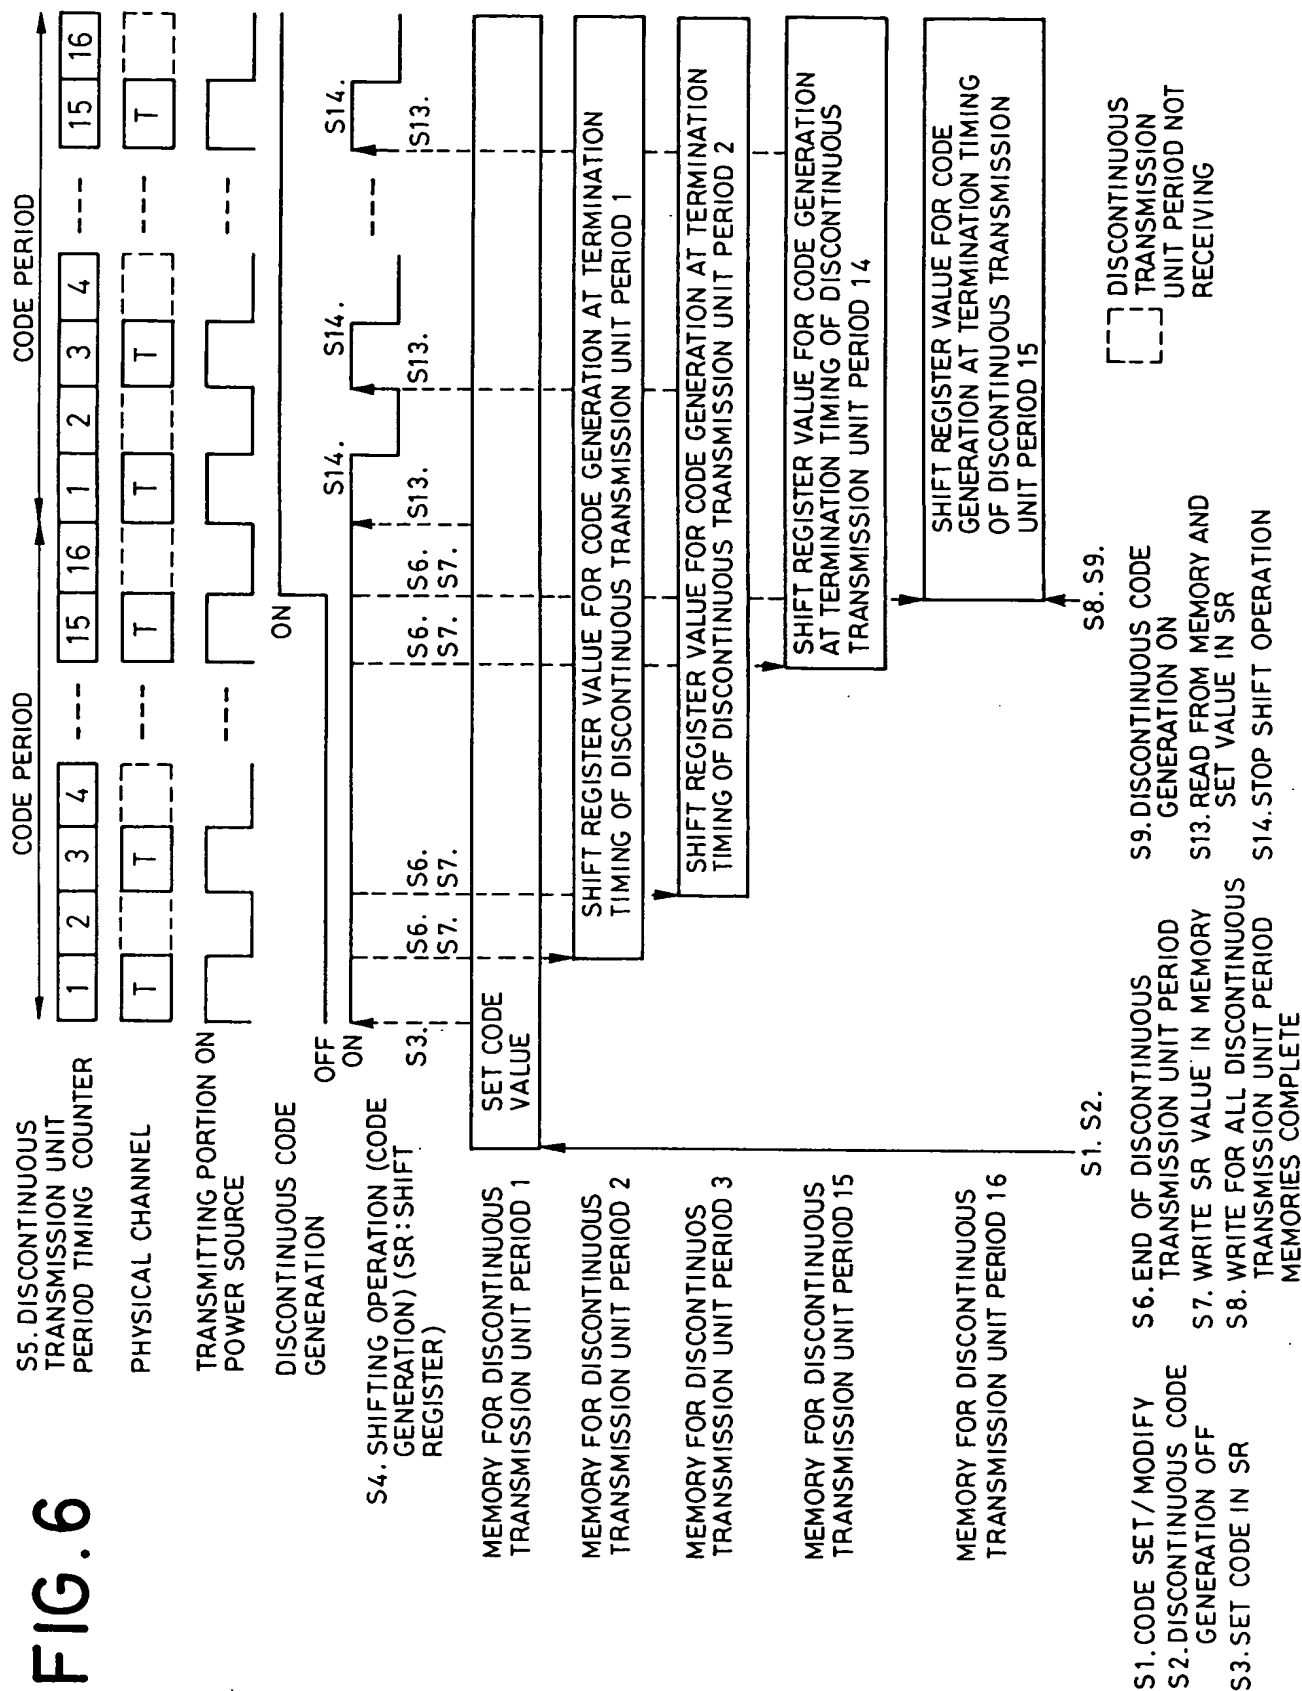 FIG. 6
S5. DISCONTINUOUS
TRANSMISSION UNIT
PERIOD TIMING COUNTER
CODE PERIOD
CODE PERIOD
1 2 3 4 --- 15 16 1 2 3 4 --- 15 16
PHYSICAL CHANNEL
T T --- T T T --- T
TRANSMITTING PORTION ON
POWER SOURCE
DISCONTINUOUS CODE
GENERATION
OFF
ON
S4. SHIFTING OPERATION (CODE
GENERATION) (SR: SHIFT
REGISTER)
ON
S14. S14. S14.
S3.
S6. S6. S6. S6.
S7. S7. S7. S7.
S13. S13. S13.
MEMORY FOR DISCONTINUOUS
TRANSMISSION UNIT PERIOD 1
SET CODE
VALUE
MEMORY FOR DISCONTINUOUS
TRANSMISSION UNIT PERIOD 2
SHIFT REGISTER VALUE FOR CODE GENERATION AT TERMINATION
TIMING OF DISCONTINUOUS TRANSMISSION UNIT PERIOD 1
MEMORY FOR DISCONTINUOS
TRANSMISSION UNIT PERIOD 3
SHIFT REGISTER VALUE FOR CODE GENERATION AT TERMINATION
TIMING OF DISCONTINUOUS TRANSMISSION UNIT PERIOD 2
MEMORY FOR DISCONTINUOUS
TRANSMISSION UNIT PERIOD 15
SHIFT REGISTER VALUE FOR CODE GENERATION
AT TERMINATION TIMING OF DISCONTINUOUS
TRANSMISSION UNIT PERIOD 14
MEMORY FOR DISCONTINUOUS
TRANSMISSION UNIT PERIOD 16
SHIFT REGISTER VALUE FOR CODE
GENERATION AT TERMINATION TIMING
OF DISCONTINUOUS TRANSMISSION
UNIT PERIOD 15
S1. S2.
S8. S9.
S1. CODE SET/MODIFY
S2. DISCONTINUOUS CODE
GENERATION OFF
S3. SET CODE IN SR
S6. END OF DISCONTINUOUS
TRANSMISSION UNIT PERIOD
S7. WRITE SR VALUE IN MEMORY
S8. WRITE FOR ALL DISCONTINUOUS
TRANSMISSION UNIT PERIOD
MEMORIES COMPLETE
S9. DISCONTINUOUS CODE
GENERATION ON
S13. READ FROM MEMORY AND
SET VALUE IN SR
S14. STOP SHIFT OPERATION
DISCONTINUOUS
TRANSMISSION
UNIT PERIOD NOT
RECEIVING